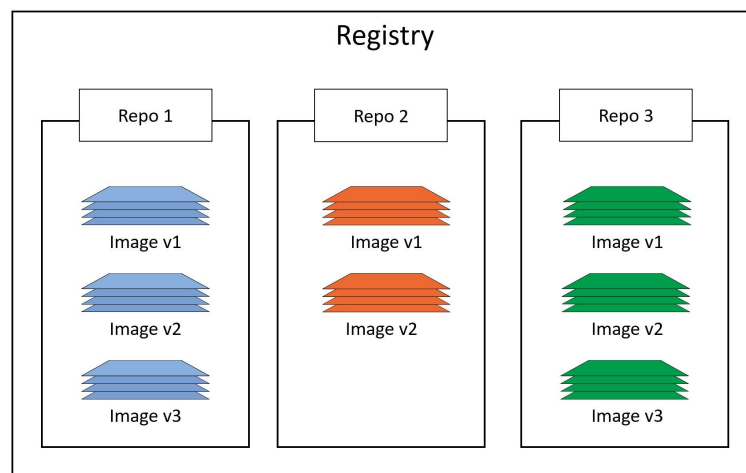 Registry
Repo 1
Image v1
Image v2
Image v3
Repo 2
Image v1
Image v2
Repo 3
Image v1
Image v2
Image v3